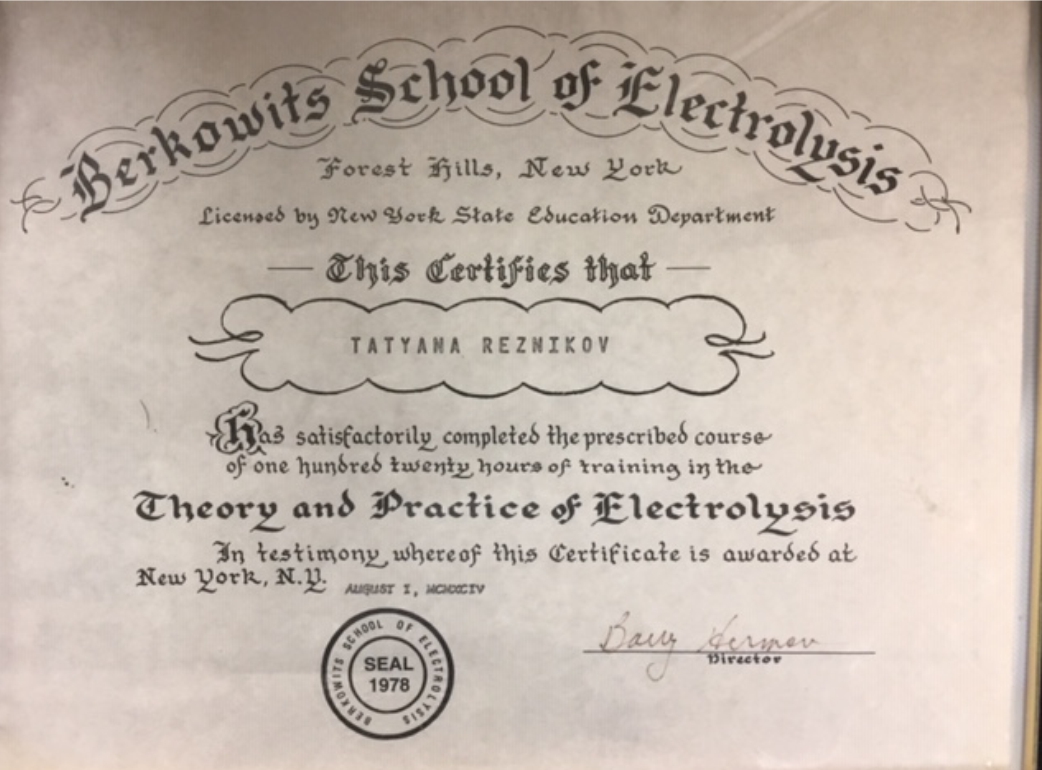 Berkowits School of Electrolysis
Forest Hills, New York
Licensed by New York State Education Department
This Certifies that
TATYANA REZNIKOV
Has satisfactorily completed the prescribed course
of one hundred twenty hours of training in the
Theory and Practice of Electrolysis
In testimony whereof this Certificate is awarded at
New York, N.Y. AUGUST I, MCMXCIV
BERKOWITS SCHOOL OF ELECTROLYSIS
SEAL
1978
Barry Herman
Director